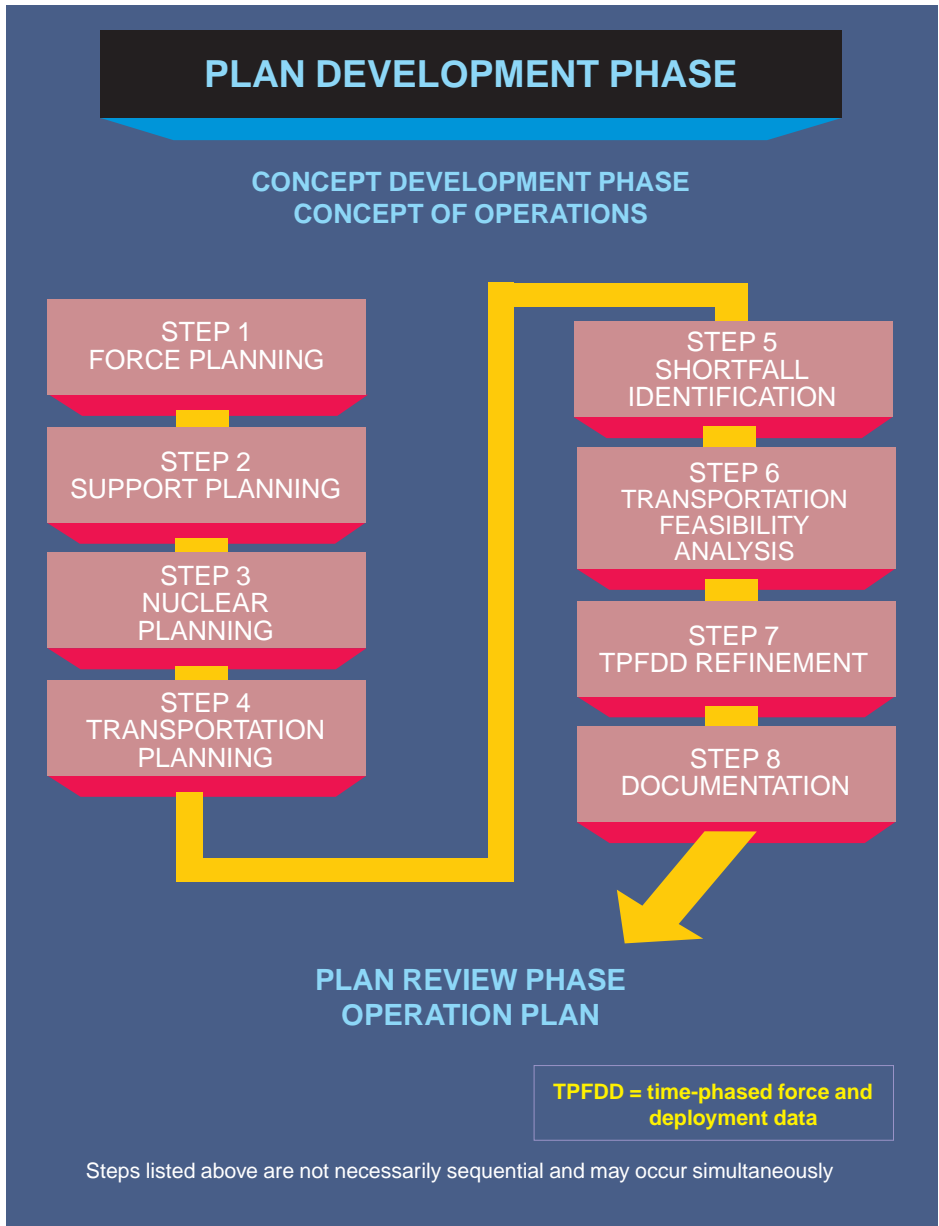 PLAN DEVELOPMENT PHASE
CONCEPT DEVELOPMENT PHASE
CONCEPT OF OPERATIONS
STEP 1
FORCE PLANNING
STEP 2
SUPPORT PLANNING
STEP 3
NUCLEAR
PLANNING
STEP 4
TRANSPORTATION
PLANNING
STEP 5
SHORTFALL
IDENTIFICATION
STEP 6
TRANSPORTATION
FEASIBILITY
ANALYSIS
STEP 7
TPFDD REFINEMENT
STEP 8
DOCUMENTATION
PLAN REVIEW PHASE
OPERATION PLAN
TPFDD = time-phased force and
deployment data
Steps listed above are not necessarily sequential and may occur simultaneously